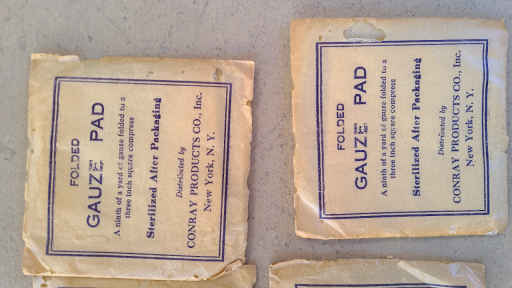 FOLDED
GAUZE PAD
A ninth of a yard of gauze folded to a
three inch square compress
Sterilized After Packaging
Distributed by
CONRAY PRODUCTS CO., Inc.
New York, N. Y.
FOLDED
GAUZE PAD
A ninth of a yard of gauze folded to a
three inch square compress
Sterilized After Packaging
Distributed by
CONRAY PRODUCTS CO., Inc.
New York, N. Y.